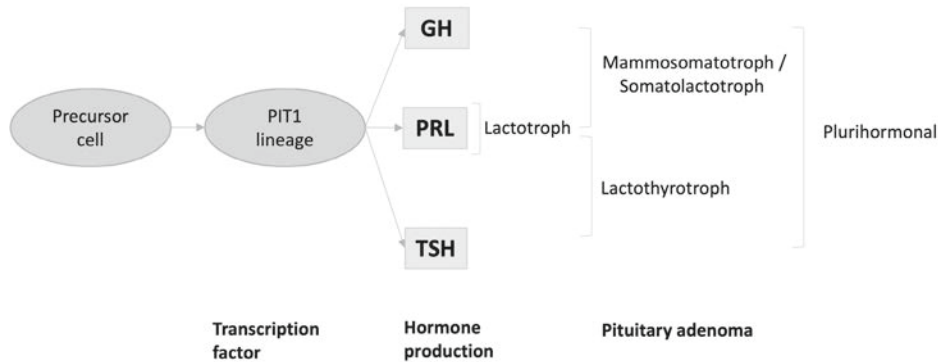 GH
Mammosomatotroph /
Somatolactotroph
Precursor
cell
PIT1
lineage
PRL
Lactotroph
Plurihormonal
Lactothyrotroph
TSH
Transcription
factor
Hormone
production
Pituitary adenoma